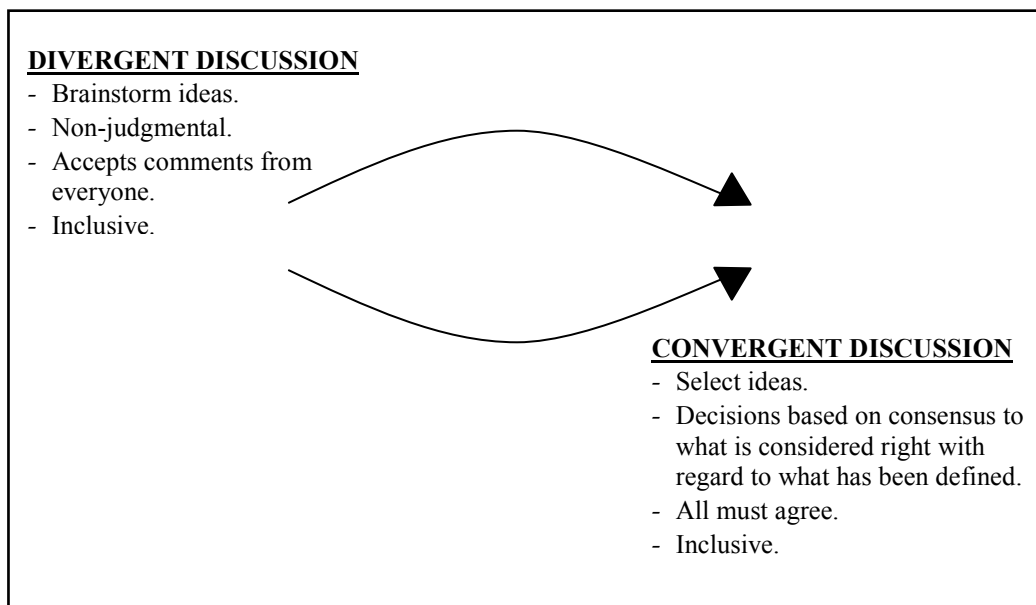 DIVERGENT DISCUSSION
- Brainstorm ideas.
- Non-judgmental.
- Accepts comments from
everyone.
- Inclusive.
CONVERGENT DISCUSSION
- Select ideas.
- Decisions based on consensus to
what is considered right with
regard to what has been defined.
- All must agree.
- Inclusive.